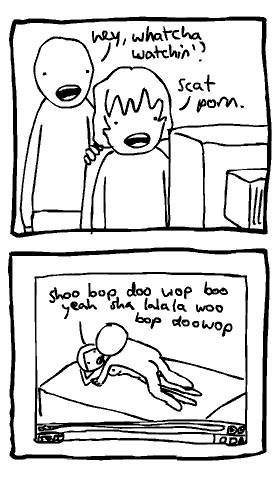 hey, whatcha
watchin'?
scat
porn.
shoo bop doo wop boo
yeah sha lalala woo
bop doowop